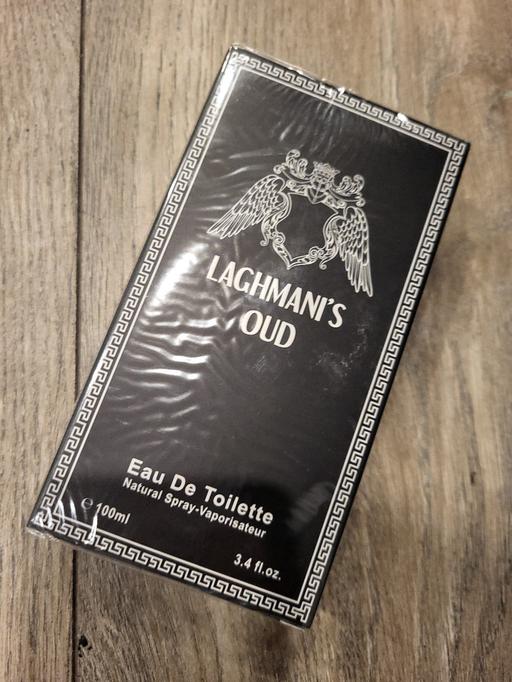 LAGHMANI'S
OUD
Eau De Toilette
Natural Spray-Vaporisateur
℮ 100ml
3.4 fl.oz.